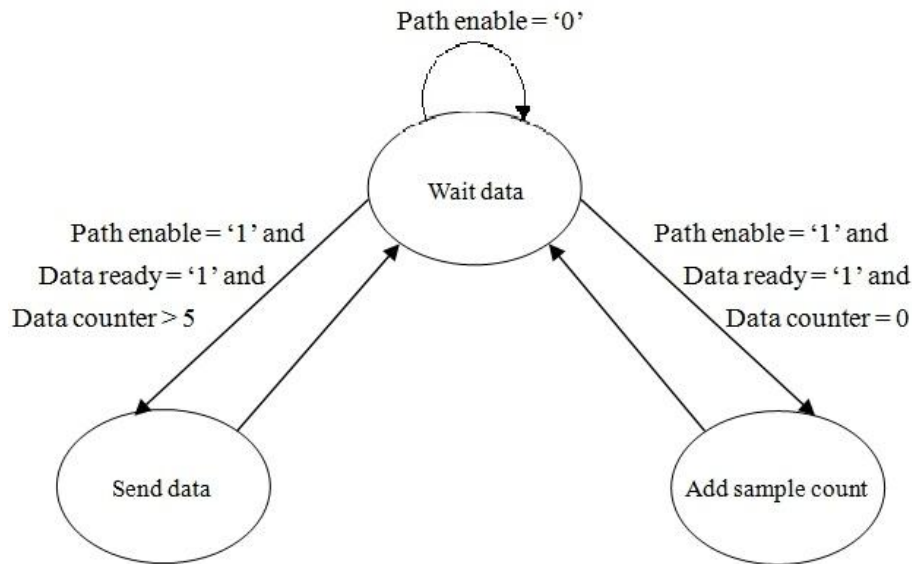 Path enable = ‘0’
Wait data
Path enable = ‘1’ and
Data ready = ‘1’ and
Data counter > 5
Path enable = ‘1’ and
Data ready = ‘1’ and
Data counter = 0
Send data
Add sample count